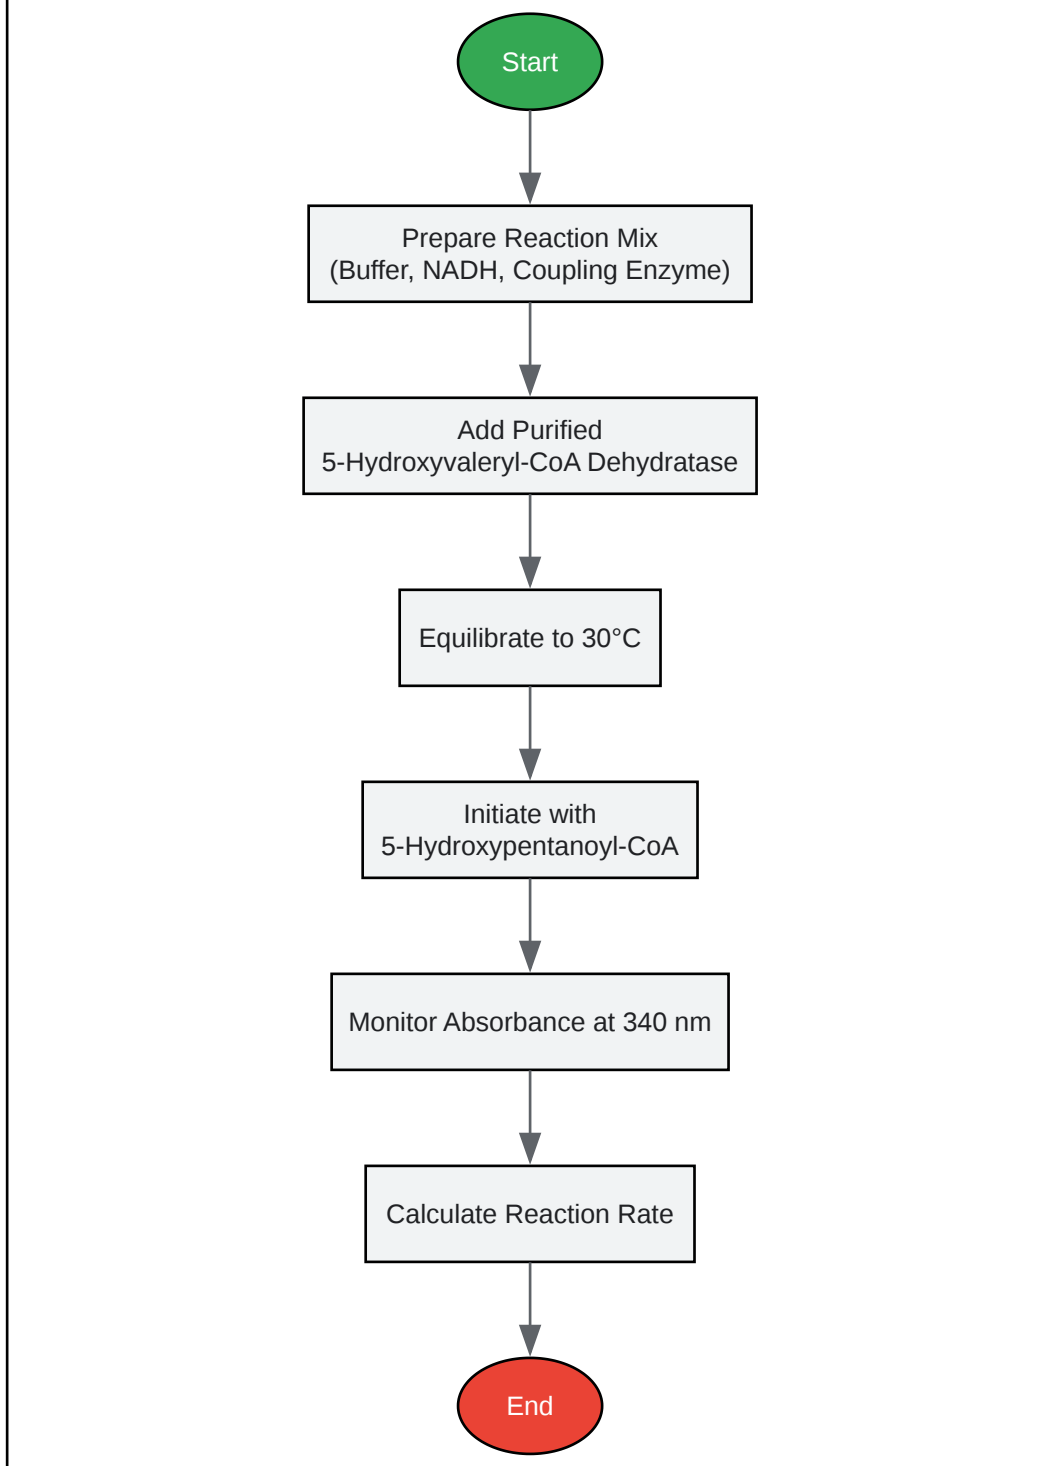 Start
Prepare Reaction Mix
(Buffer, NADH, Coupling Enzyme)
Add Purified
5-Hydroxyvaleryl-CoA Dehydratase
Equilibrate to 30°C
Initiate with
5-Hydroxypentanoyl-CoA
Monitor Absorbance at 340 nm
Calculate Reaction Rate
End